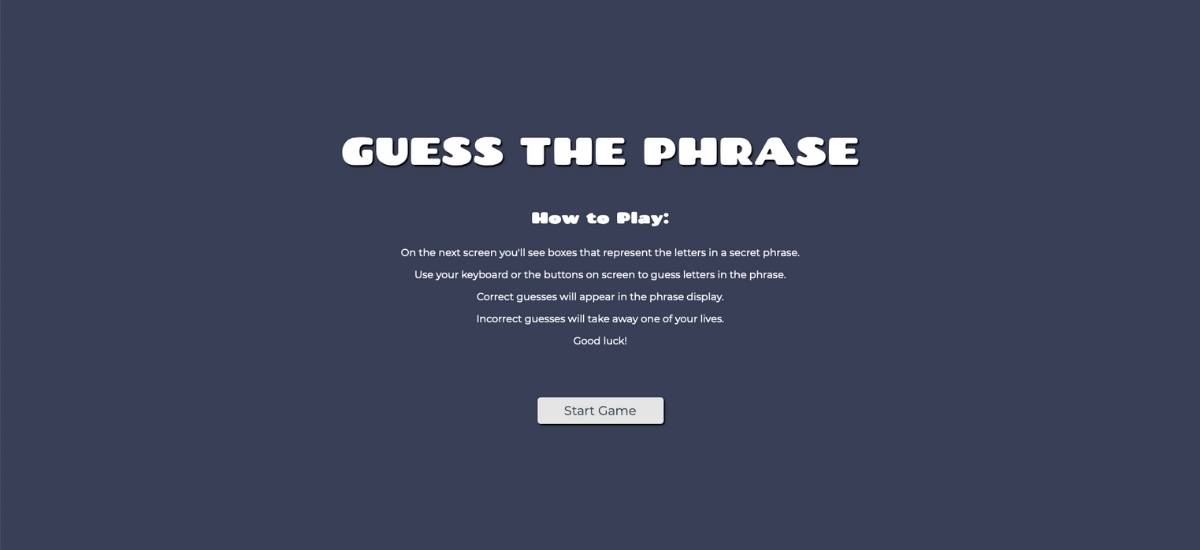 GUESS THE PHRASE
How to Play:
On the next screen you'll see boxes that represent the letters in a secret phrase.
Use your keyboard or the buttons on screen to guess letters in the phrase.
Correct guesses will appear in the phrase display.
Incorrect guesses will take away one of your lives.
Good luck!
Start Game